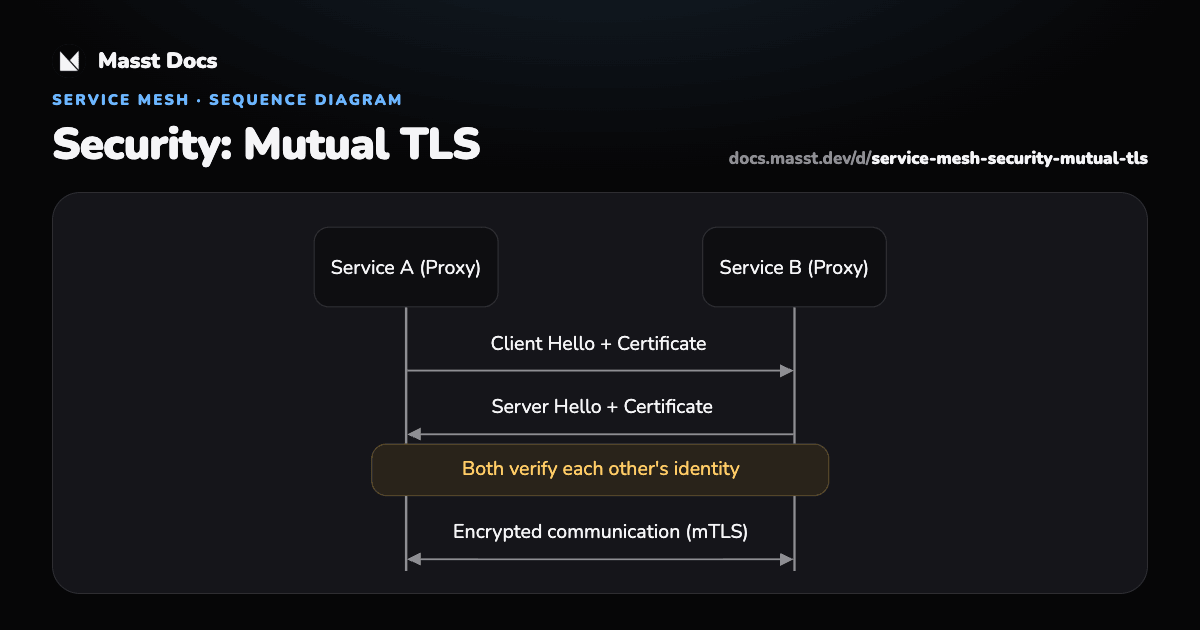 Masst Docs
SERVICE MESH · SEQUENCE DIAGRAM
Security: Mutual TLS
docs.masst.dev/d/service-mesh-security-mutual-tls
Service A (Proxy)
Service B (Proxy)
Client Hello + Certificate
Server Hello + Certificate
Both verify each other's identity
Encrypted communication (mTLS)